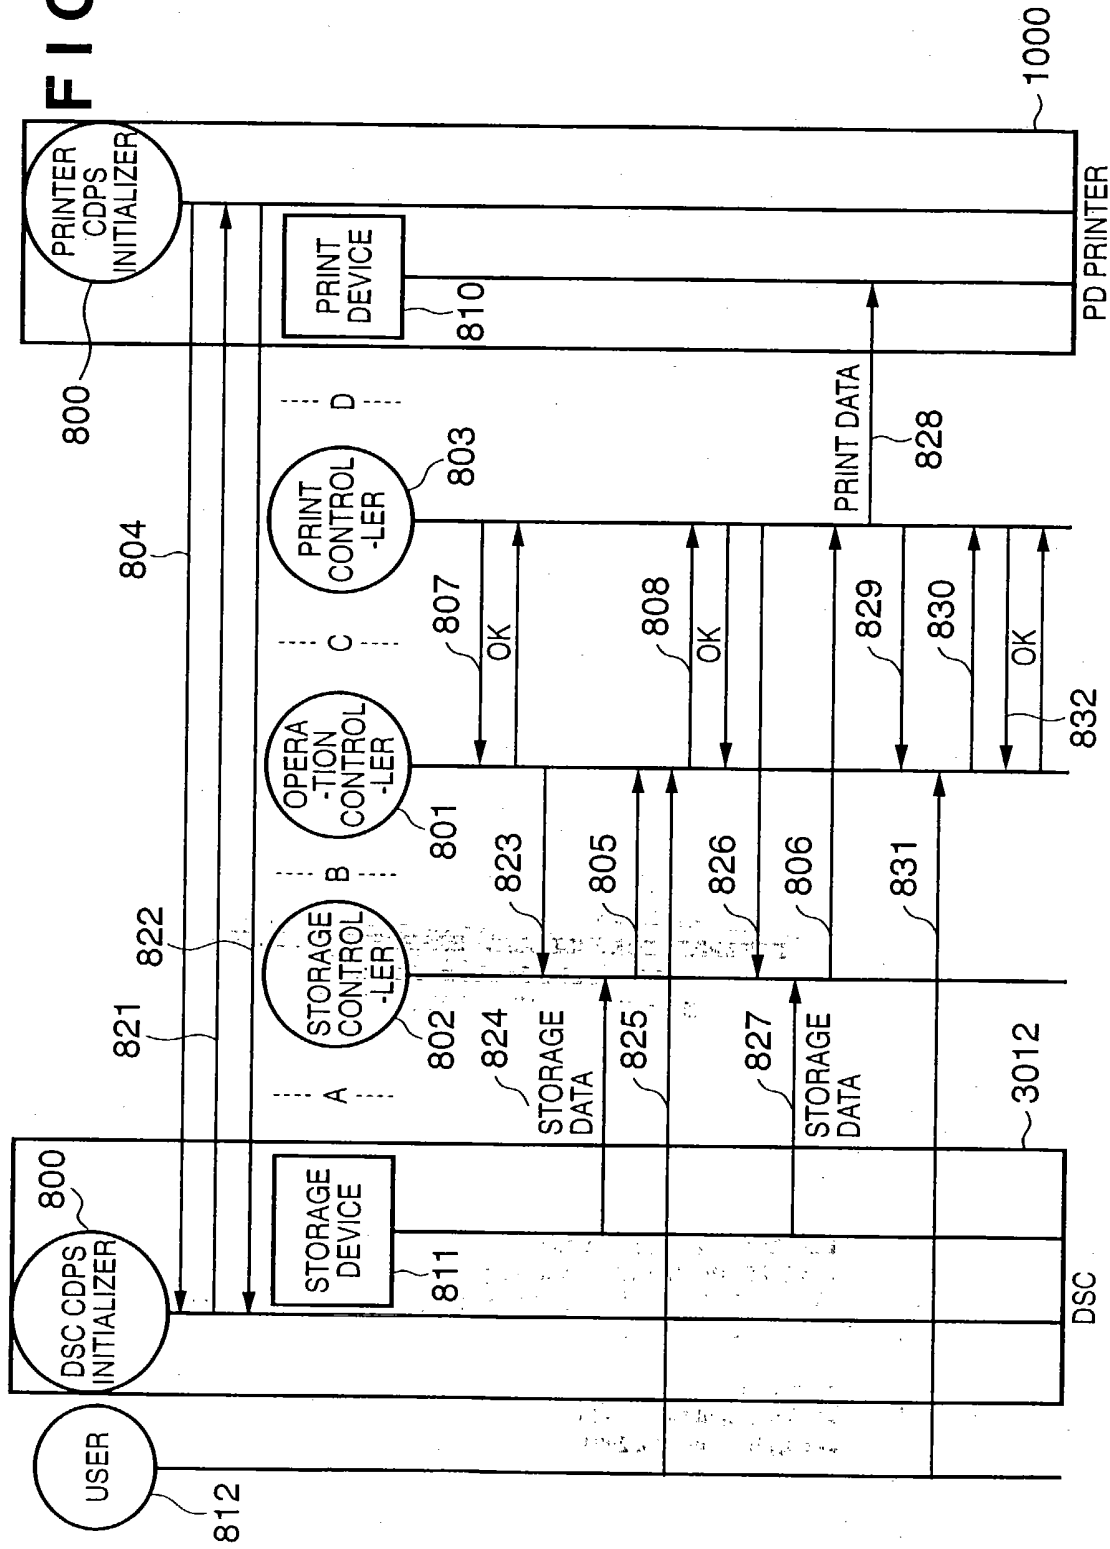 FIG
USER
812
DSC CDPS
INITIALIZER
800
PRINTER
CDPS
INITIALIZER
800
804
821
822
STORAGE
DEVICE
811
A
STORAGE
CONTROL
-LER
802
B
OPERA
-TION
CONTROL
-LER
801
C
PRINT
CONTROL
-LER
803
D
PRINT
DEVICE
810
807
OK
823
824
STORAGE
DATA
805
825
808
OK
826
827
STORAGE
DATA
806
PRINT DATA
828
829
831
830
832
OK
DSC
3012
PD PRINTER
1000